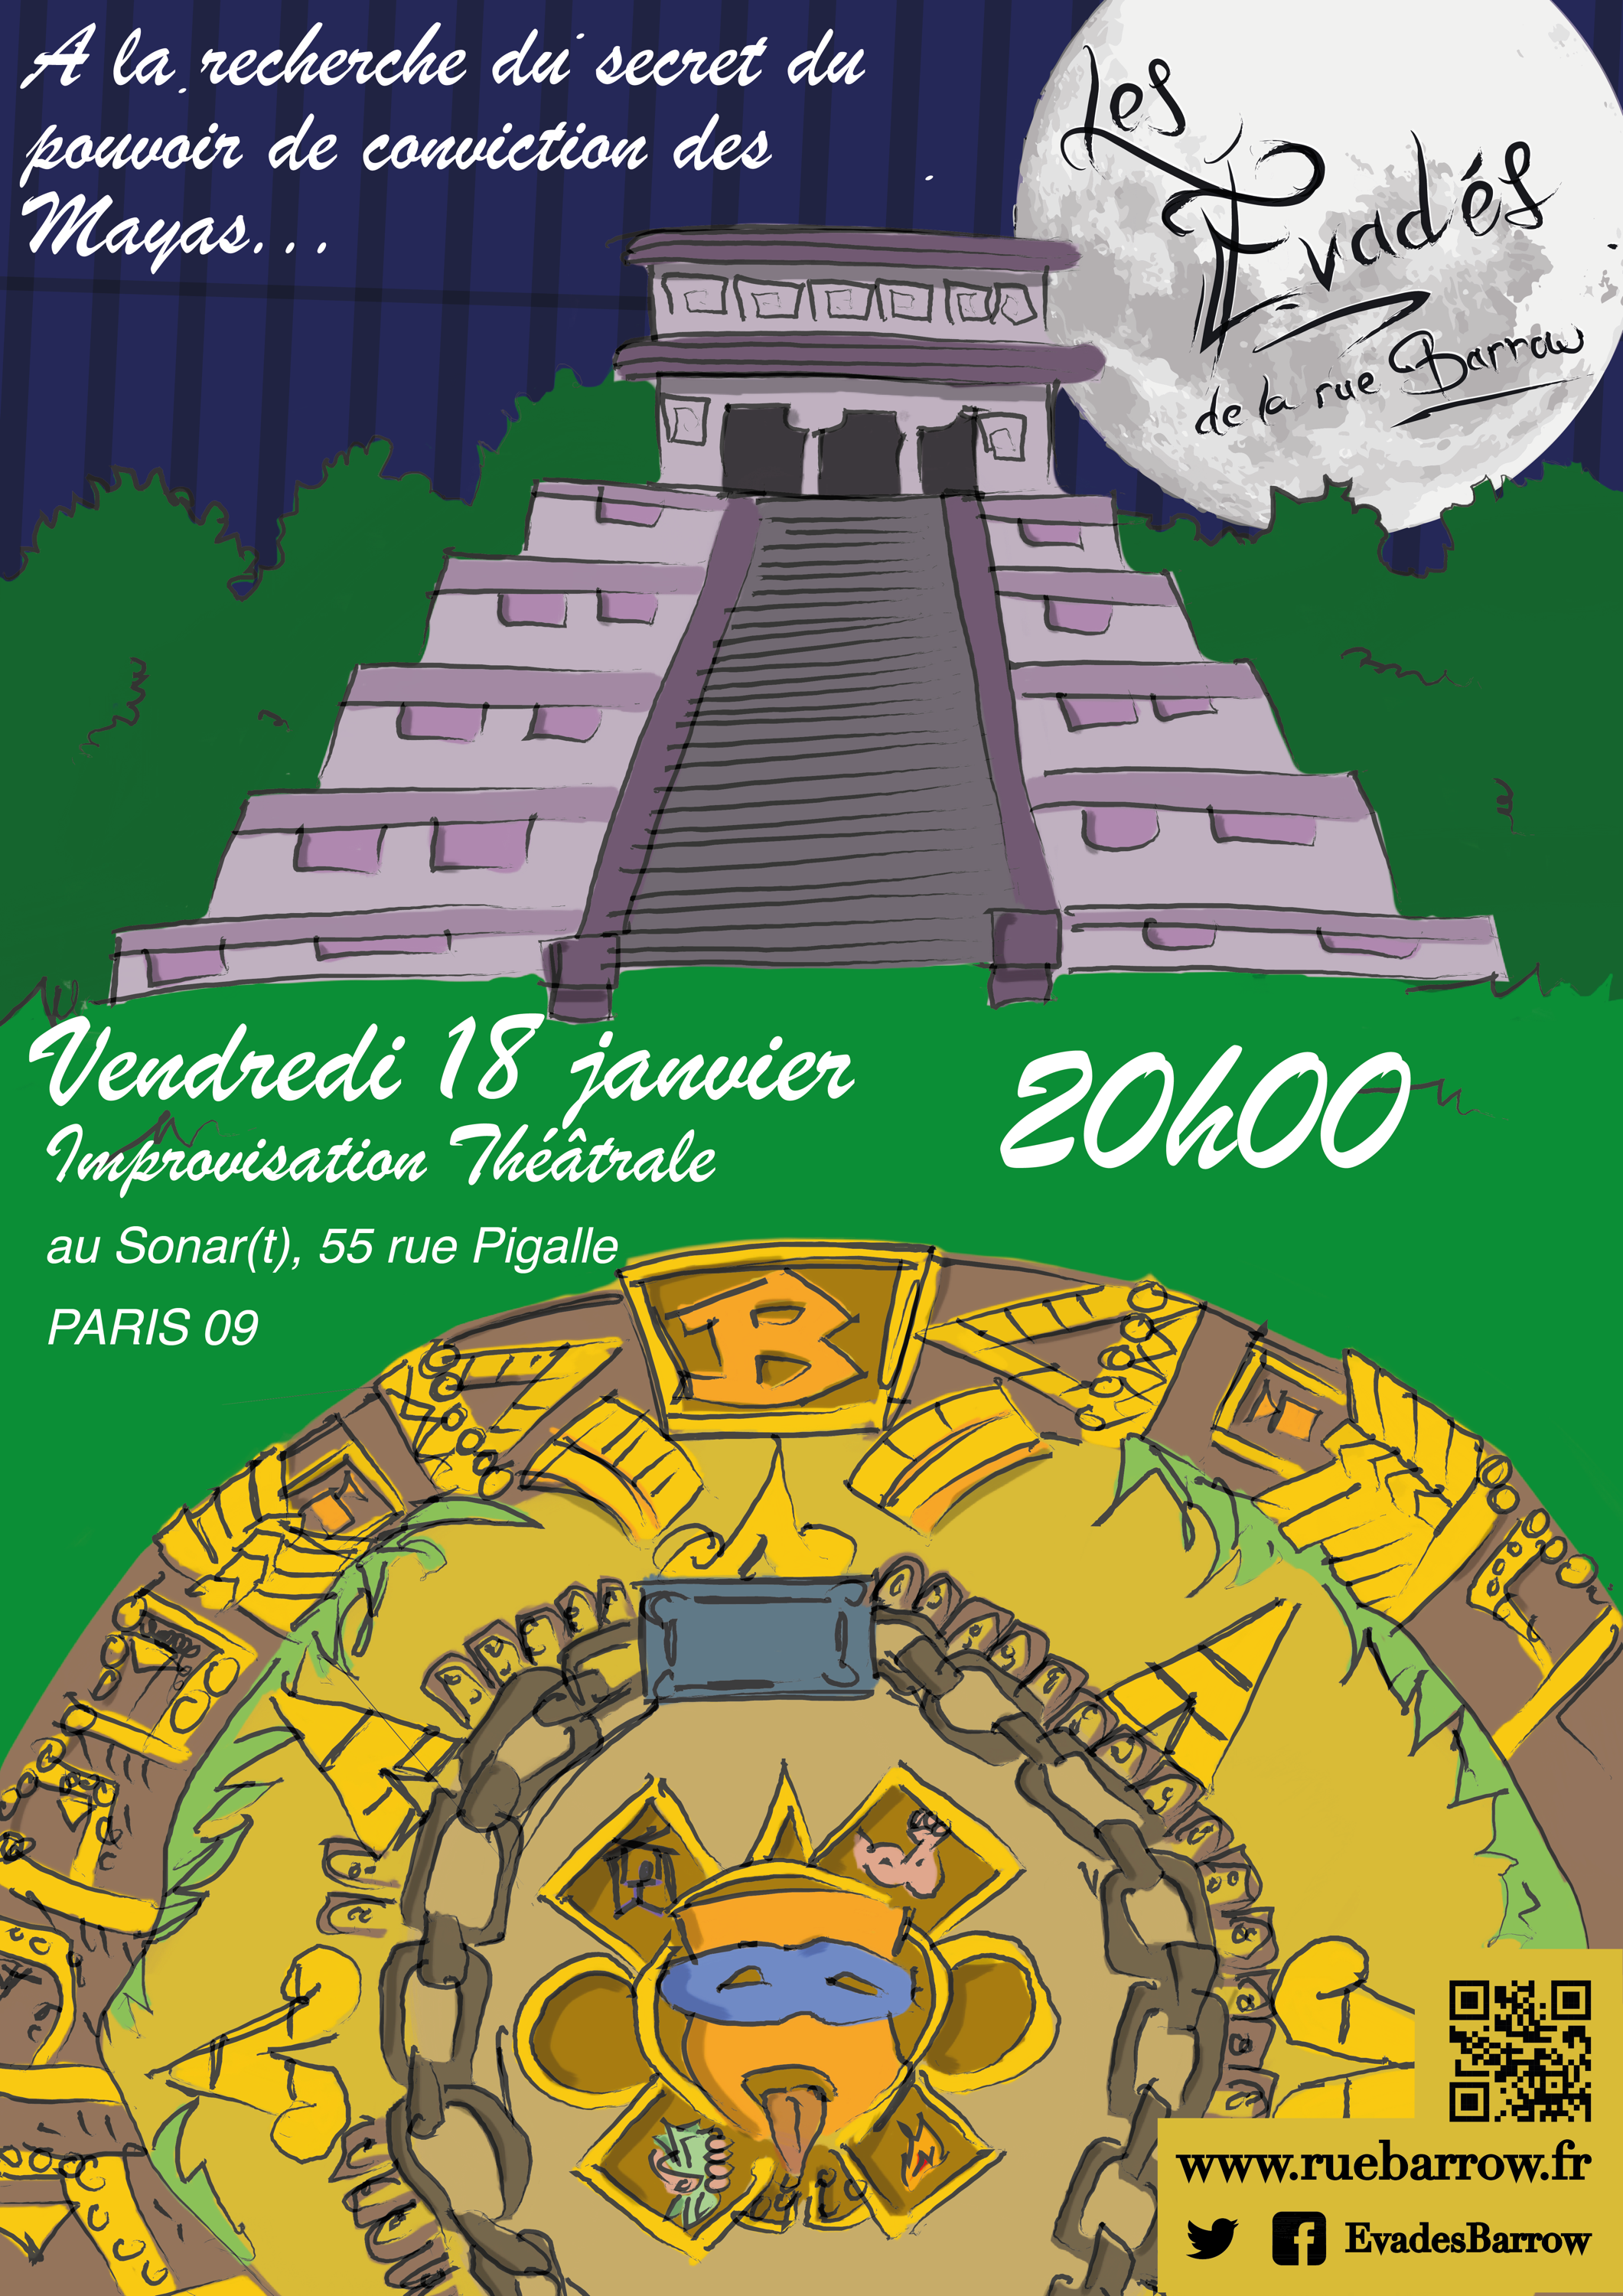 A la recherche du secret du
pouvoir de conviction des
Mayas...
Les
Evadés
de la rue Barrow
Vendredi 18 janvier
20h00
Improvisation Théâtrale
au Sonar(t), 55 rue Pigalle
PARIS 09
B
www.ruebarrow.fr
EvadesBarrow